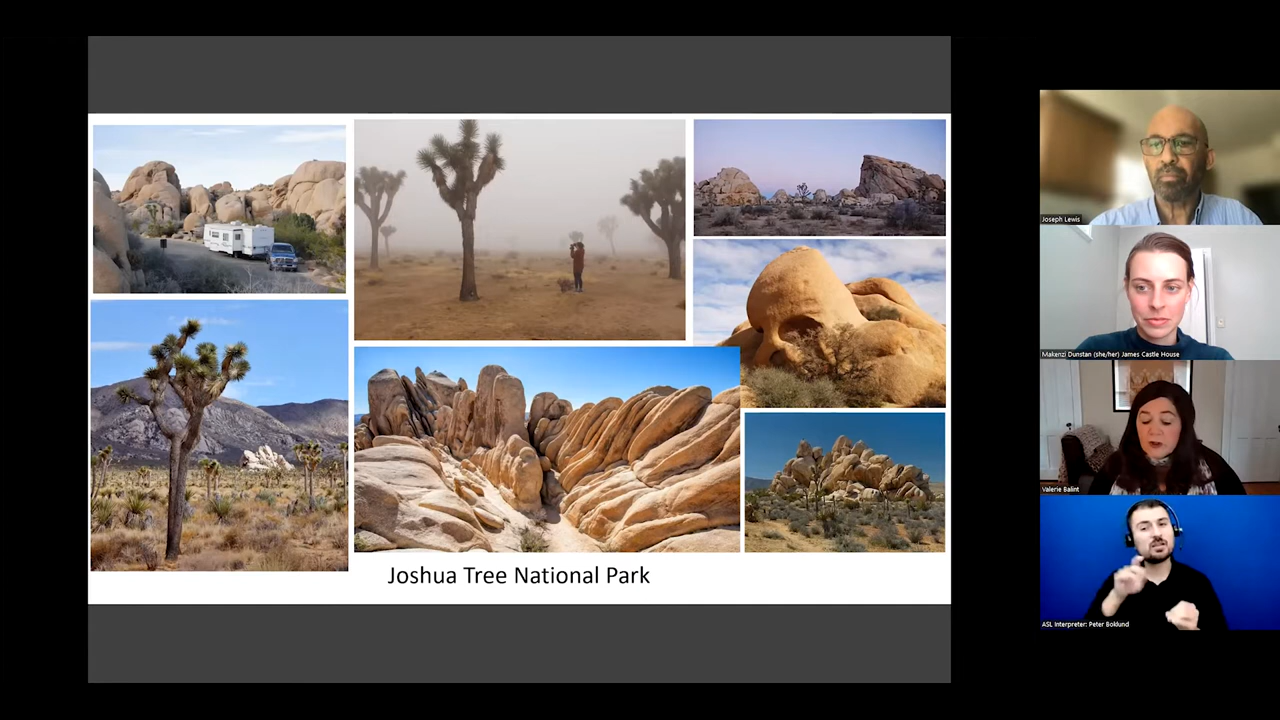 Joshua Tree National Park
Joseph Lewis
Makenzi Dunstan (she/her) James Castle House
Valerie Balint
ASL Interpreter: Peter Boklund